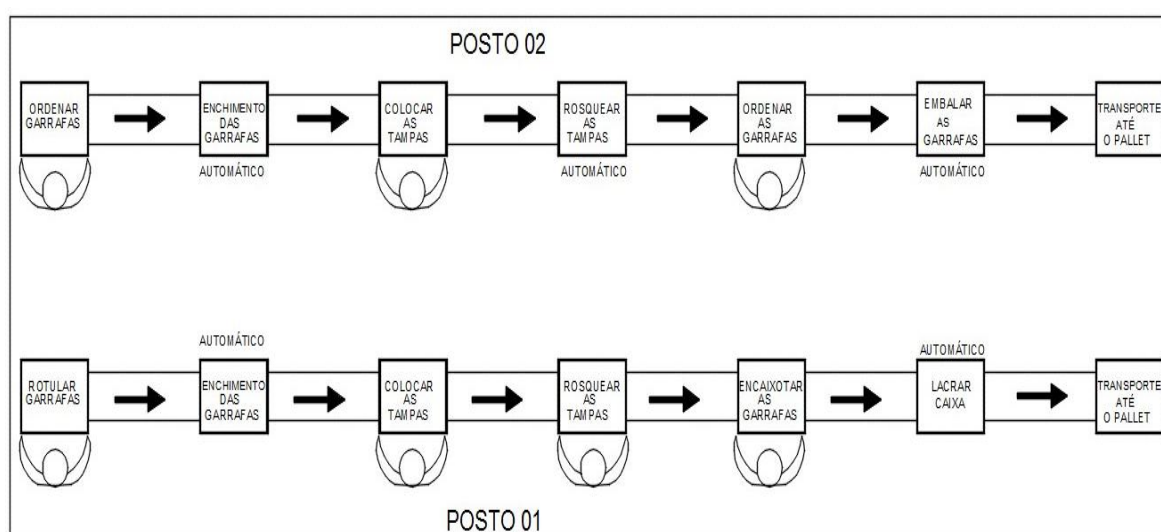 POSTO 02
ORDENAR
GARRAFAS
ENCHIMENTO
DAS
GARRAFAS
AUTOMÁTICO
COLOCAR
AS
TAMPAS
ROSQUEAR
AS
TAMPAS
AUTOMÁTICO
ORDENAR
AS
GARRAFAS
EMBALAR
AS
GARRAFAS
AUTOMÁTICO
TRANSPORTE
ATÉ
O PALLET
ROTULAR
GARRAFAS
AUTOMÁTICO
ENCHIMENTO
DAS
GARRAFAS
COLOCAR
AS
TAMPAS
ROSQUEAR
AS
TAMPAS
ENCAIXOTAR
AS
GARRAFAS
AUTOMÁTICO
LACRAR
CAIXA
TRANSPORTE
ATÉ
O PALLET
POSTO 01